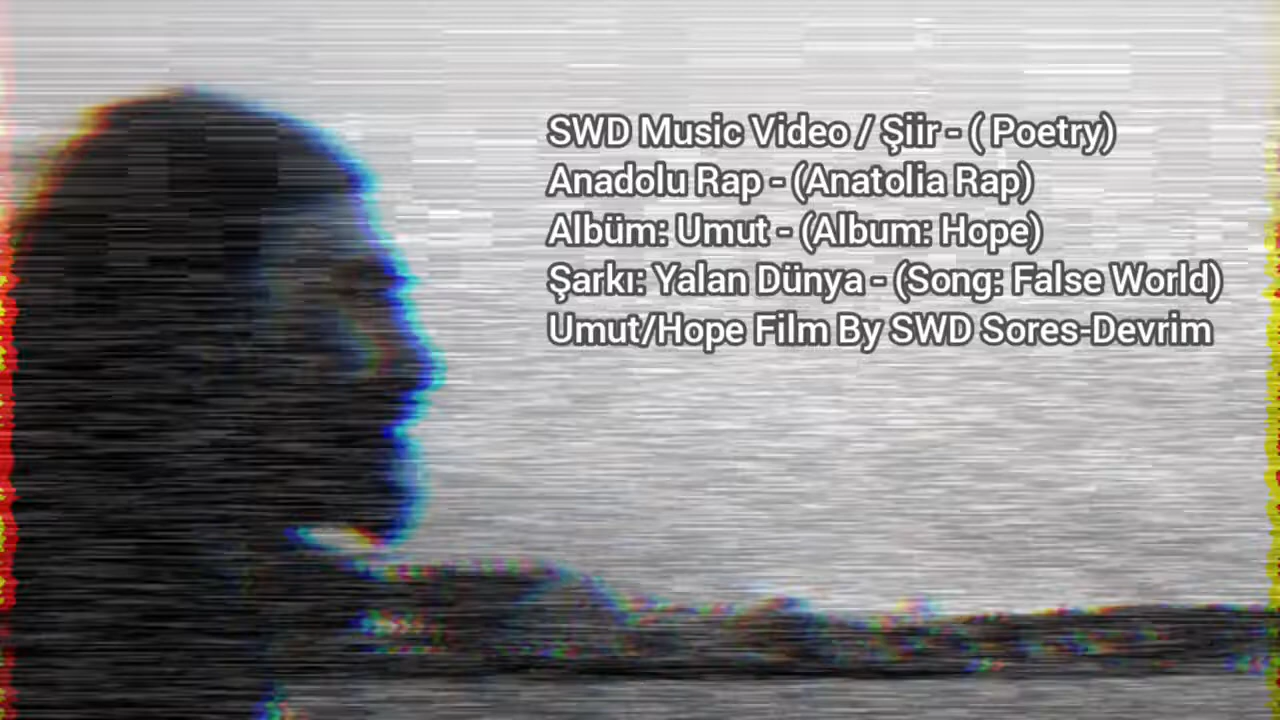 SWD Music Video / Şiir - ( Poetry)
Anadolu Rap - (Anatolia Rap)
Albüm: Umut - (Album: Hope)
Şarkı: Yalan Dünya - (Song: False World)
Umut/Hope Film By SWD Sores-Devrim